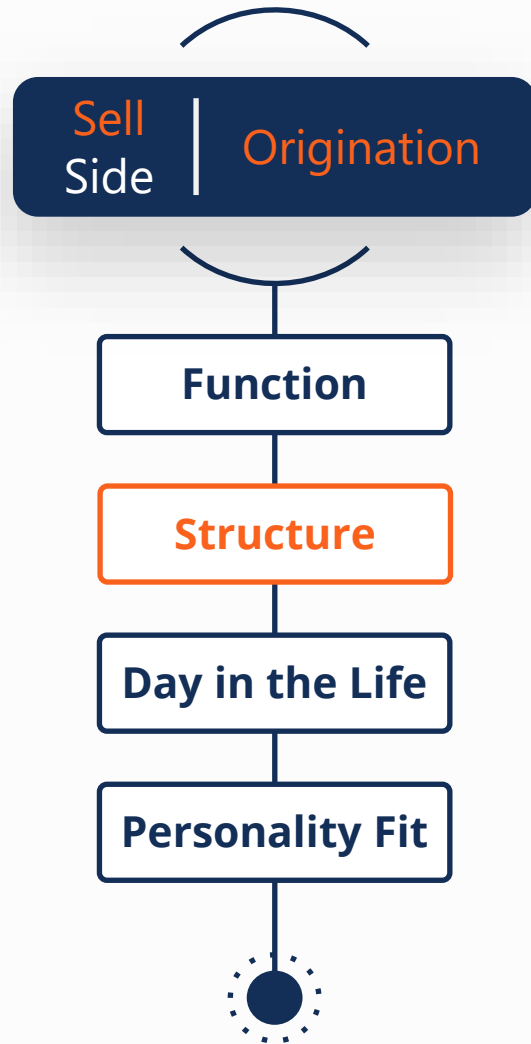 Sell
Side
Origination
Function
Structure
Day in the Life
Personality Fit